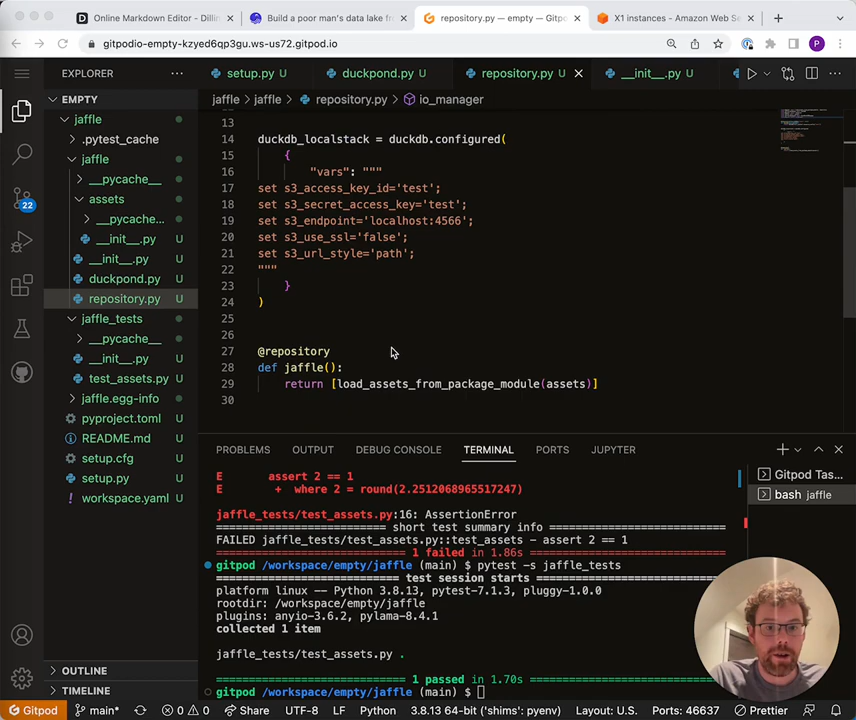 Online Markdown Editor - Dillin
Build a poor man's data lake fr
repository.py — empty — Gitpo
X1 instances - Amazon Web Se
gitpodio-empty-kzyed6qp3gu.ws-us72.gitpod.io
P
EXPLORER
setup.py U
duckpond.py U
repository.py U
__init__.py U
EMPTY
jaffle > jaffle > repository.py > io_manager
jaffle
.pytest_cache
jaffle
__pycache__
assets
__pycache...
__init__.py U
__init__.py U
duckpond.py U
repository.py U
jaffle_tests
__pycache__
__init__.py U
test_assets.py U
jaffle.egg-info
pyproject.toml U
README.md U
setup.cfg U
setup.py U
workspace.yaml U
OUTLINE
TIMELINE
22
13
14 duckdb_localstack = duckdb.configured(
15 {
16 "vars": """
17 set s3_access_key_id='test';
18 set s3_secret_access_key='test';
19 set s3_endpoint='localhost:4566';
20 set s3_use_ssl='false';
21 set s3_url_style='path';
22 """
23 }
24 )
25
26
27 @repository
28 def jaffle():
29 return [load_assets_from_package_module(assets)]
30
PROBLEMS OUTPUT DEBUG CONSOLE TERMINAL PORTS JUPYTER
Gitpod Tas...
bash jaffle
E assert 2 == 1
E + where 2 = round(2.2512068965517247)
jaffle_tests/test_assets.py:16: AssertionError
==================== short test summary info ====================
FAILED jaffle_tests/test_assets.py::test_assets - assert 2 == 1
==================== 1 failed in 1.86s ====================
gitpod /workspace/empty/jaffle (main) $ pytest -s jaffle_tests
==================== test session starts ====================
platform linux -- Python 3.8.13, pytest-7.1.3, pluggy-1.0.0
rootdir: /workspace/empty/jaffle
plugins: anyio-3.6.2, pylama-8.4.1
collected 1 item
jaffle_tests/test_assets.py .
==================== 1 passed in 1.70s ====================
gitpod /workspace/empty/jaffle (main) $
Gitpod main* 0 0 Share UTF-8 LF Python 3.8.13 ('shims': pyenv) Layout: U.S. Ports: 46637 Prettier